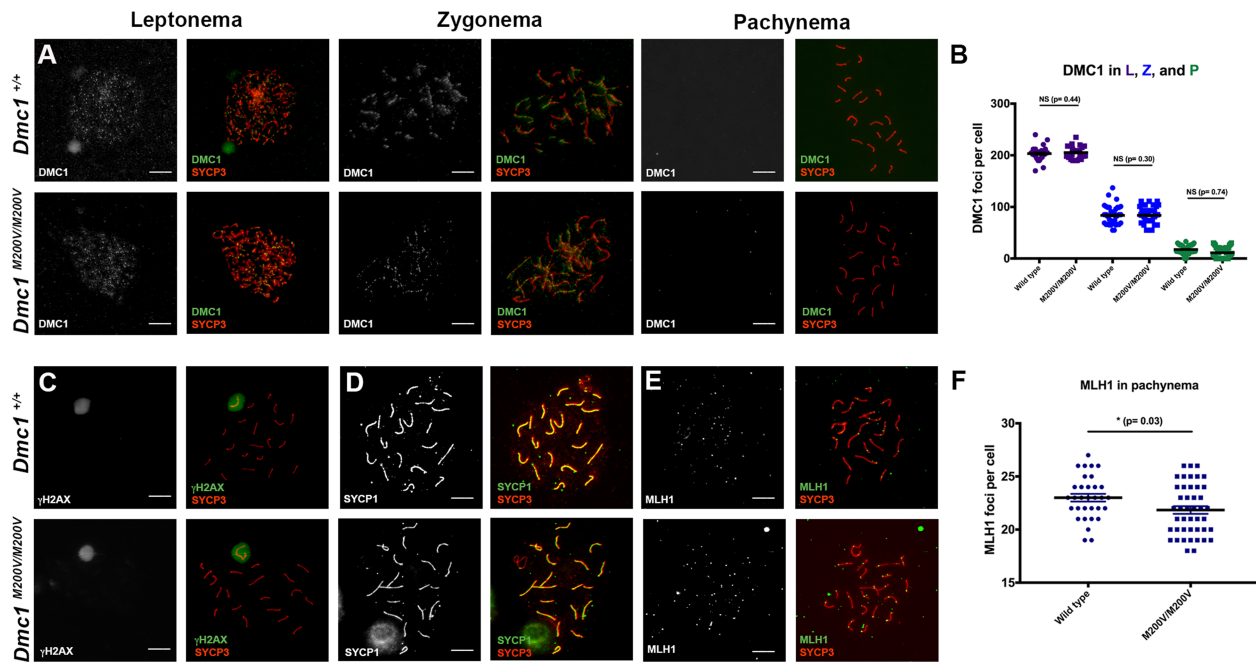 Leptonema
Zygonema
Pachynema
A
Dmc1 +/+
DMC1
DMC1
SYCP3
DMC1
DMC1
SYCP3
DMC1
DMC1
SYCP3
Dmc1 M200V/M200V
DMC1
DMC1
SYCP3
DMC1
DMC1
SYCP3
DMC1
DMC1
SYCP3
B
DMC1 in L, Z, and P
NS (p= 0.44)
NS (p= 0.30)
NS (p= 0.74)
300
200
100
0
DMC1 foci per cell
Wild type
M200V/M200V
Wild type
M200V/M200V
Wild type
M200V/M200V
C
D
E
Dmc1 +/+
γH2AX
γH2AX
SYCP3
SYCP1
SYCP1
SYCP3
MLH1
MLH1
SYCP3
Dmc1 M200V/M200V
γH2AX
γH2AX
SYCP3
SYCP1
SYCP1
SYCP3
MLH1
MLH1
SYCP3
F
MLH1 in pachynema
* (p= 0.03)
30
25
20
15
MLH1 foci per cell
Wild type
M200V/M200V